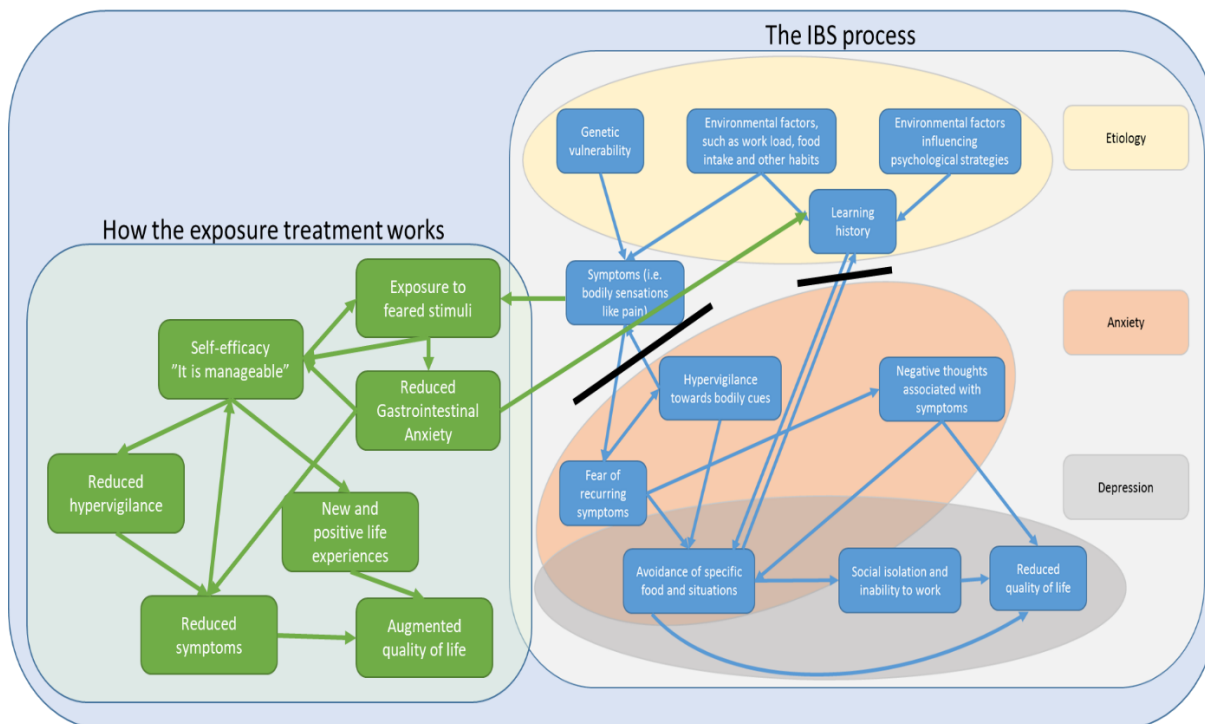 The IBS process
Genetic
vulnerability
Environmental factors,
such as work load, food
intake and other habits
Environmental factors
influencing
psychological strategies
Etiology
Learning
history
How the exposure treatment works
Exposure to
feared stimuli
Symptoms (i.e.
bodily sensations
like pain)
Anxiety
Self-efficacy
"It is manageable"
Reduced
Gastrointestinal
Anxiety
Hypervigilance
towards bodily cues
Negative thoughts
associated with
symptoms
Reduced
hypervigilance
New and
positive life
experiences
Fear of
recurring
symptoms
Depression
Avoidance of specific
food and situations
Social isolation and
inability to work
Reduced
quality of life
Reduced
symptoms
Augmented
quality of life